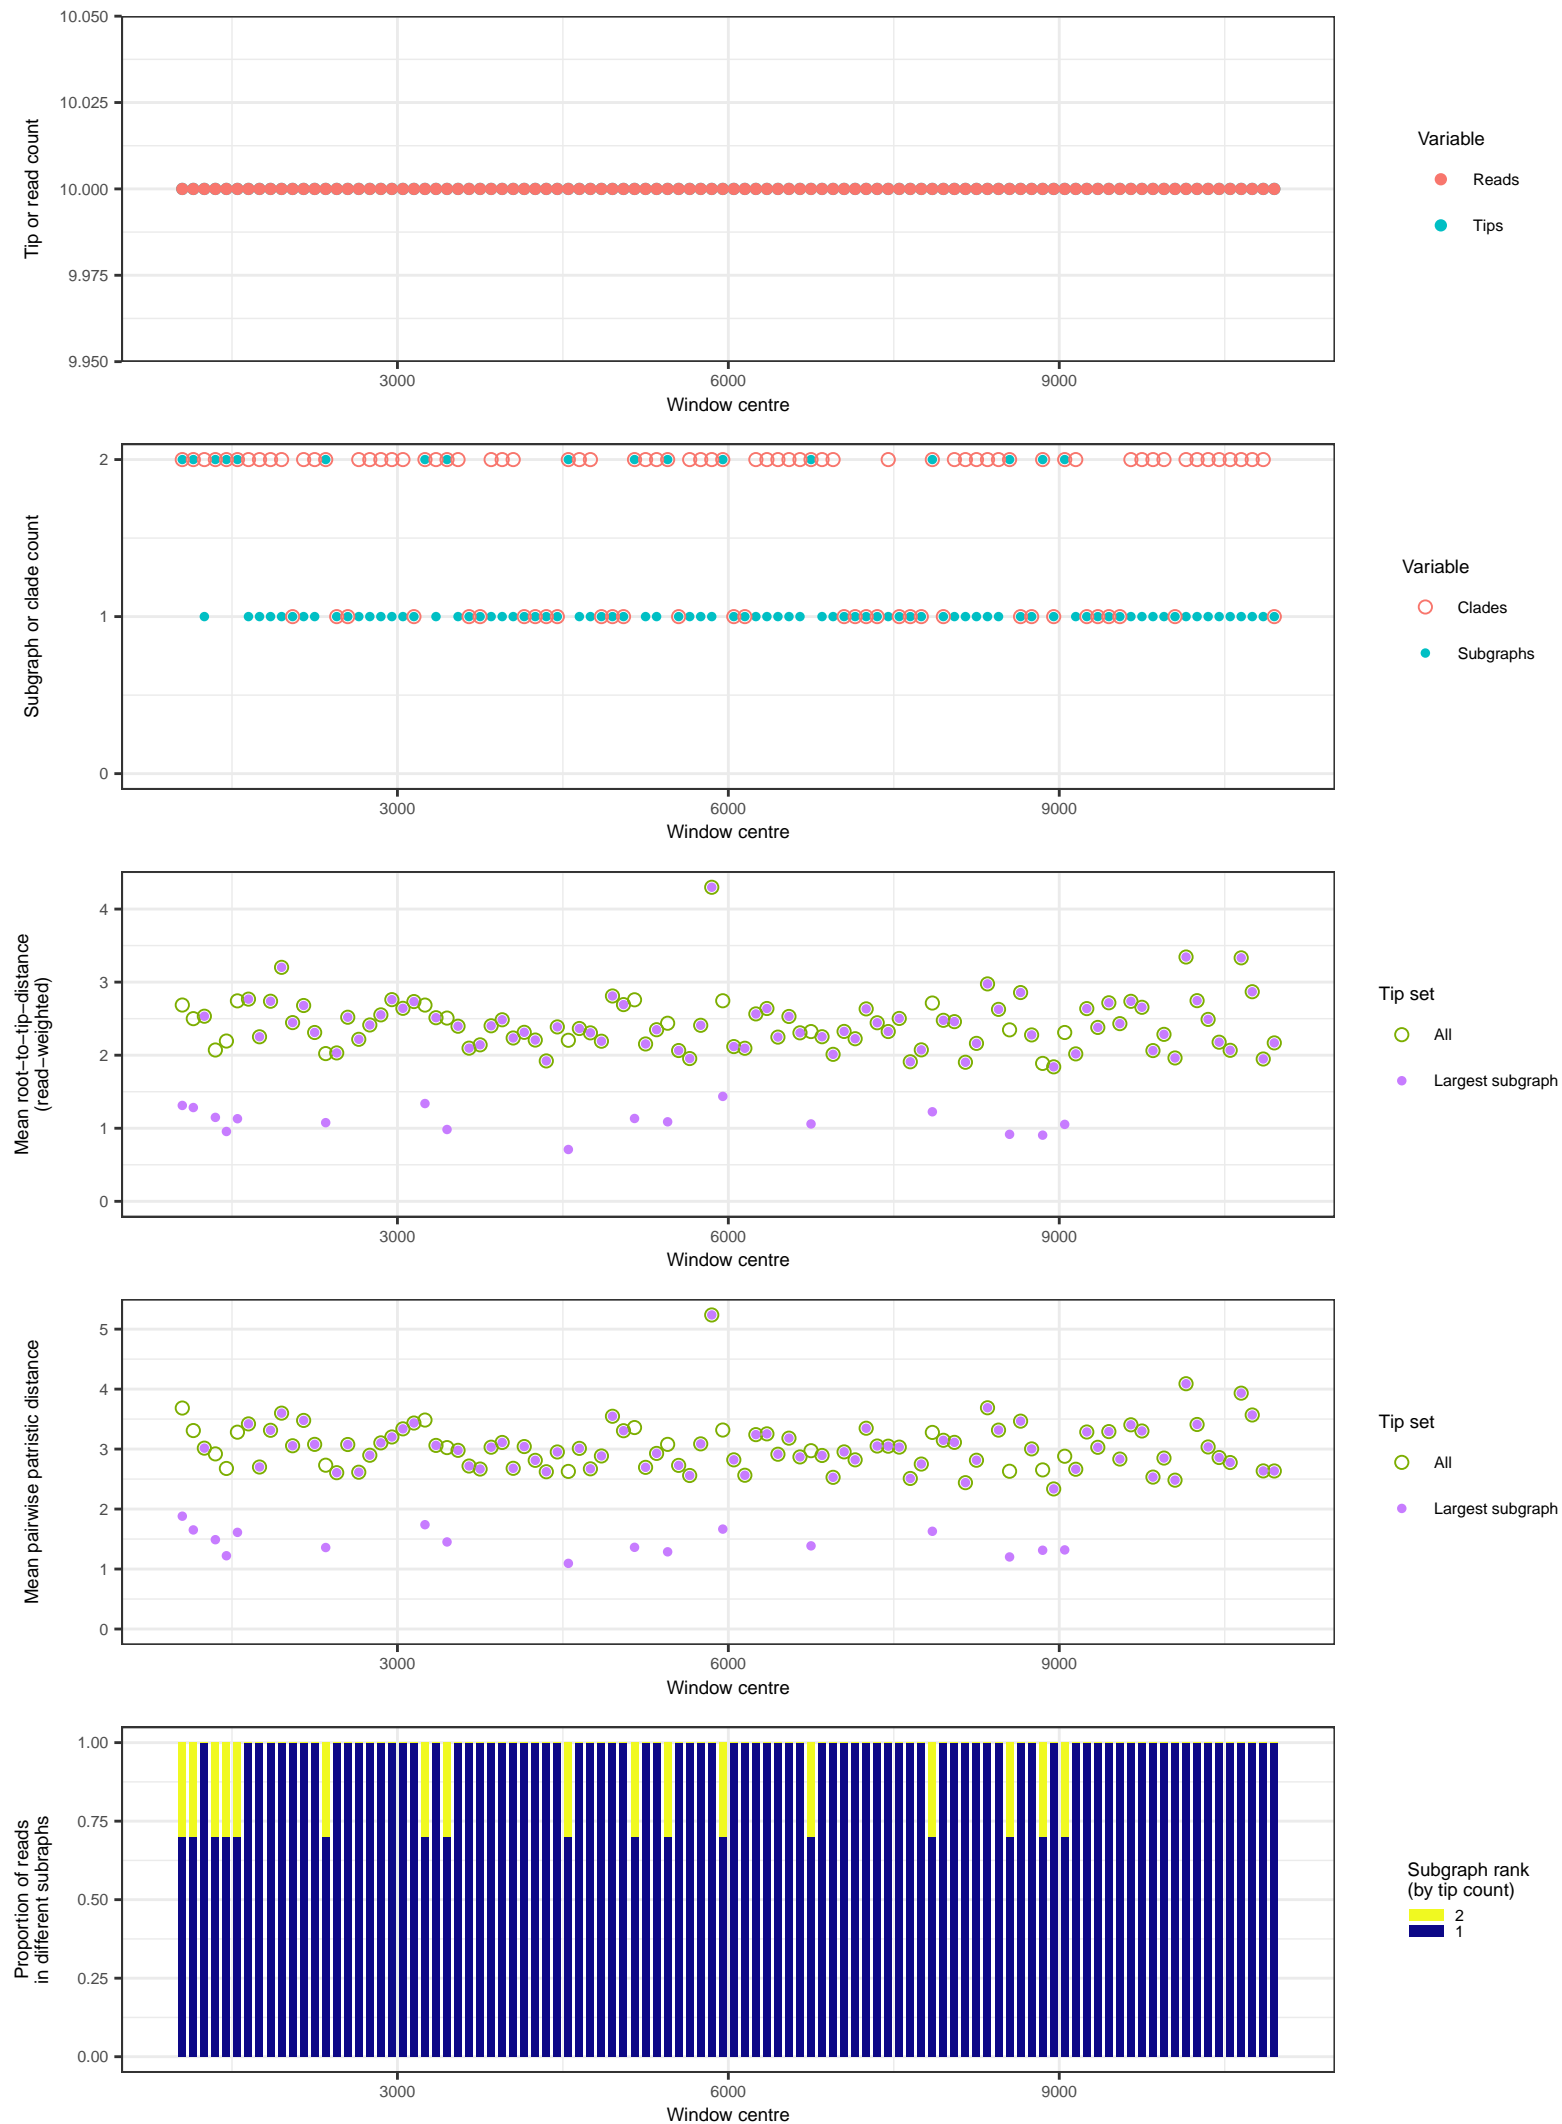 10.050
10.025
10.000
9.975
9.950
Tip or read count
3000 6000 9000
Window centre
Variable
Reads
Tips
2
1
0
Subgraph or clade count
3000 6000 9000
Window centre
Variable
Clades
Subgraphs
4
3
2
1
0
Mean root−to−tip−distance
(read−weighted)
3000 6000 9000
Window centre
Tip set
All
Largest subgraph
5
4
3
2
1
0
Mean pairwise patristic distance
3000 6000 9000
Window centre
Tip set
All
Largest subgraph
1.00
0.75
0.50
0.25
0.00
Proportion of reads
in different subraphs
3000 6000 9000
Window centre
Subgraph rank
(by tip count)
2
1